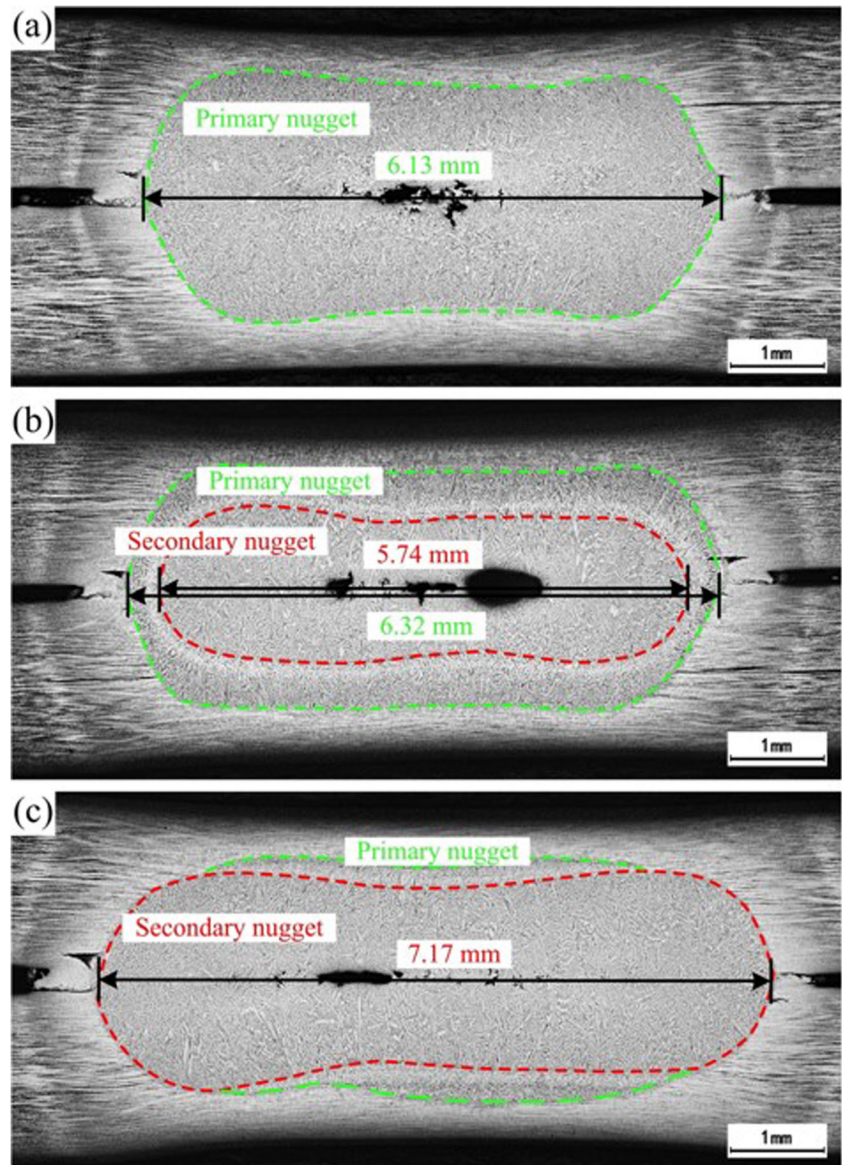 (a)
Primary nugget
6.13 mm
1mm
(b)
Primary nugget
Secondary nugget
5.74 mm
6.32 mm
1mm
(c)
Primary nugget
Secondary nugget
7.17 mm
1mm